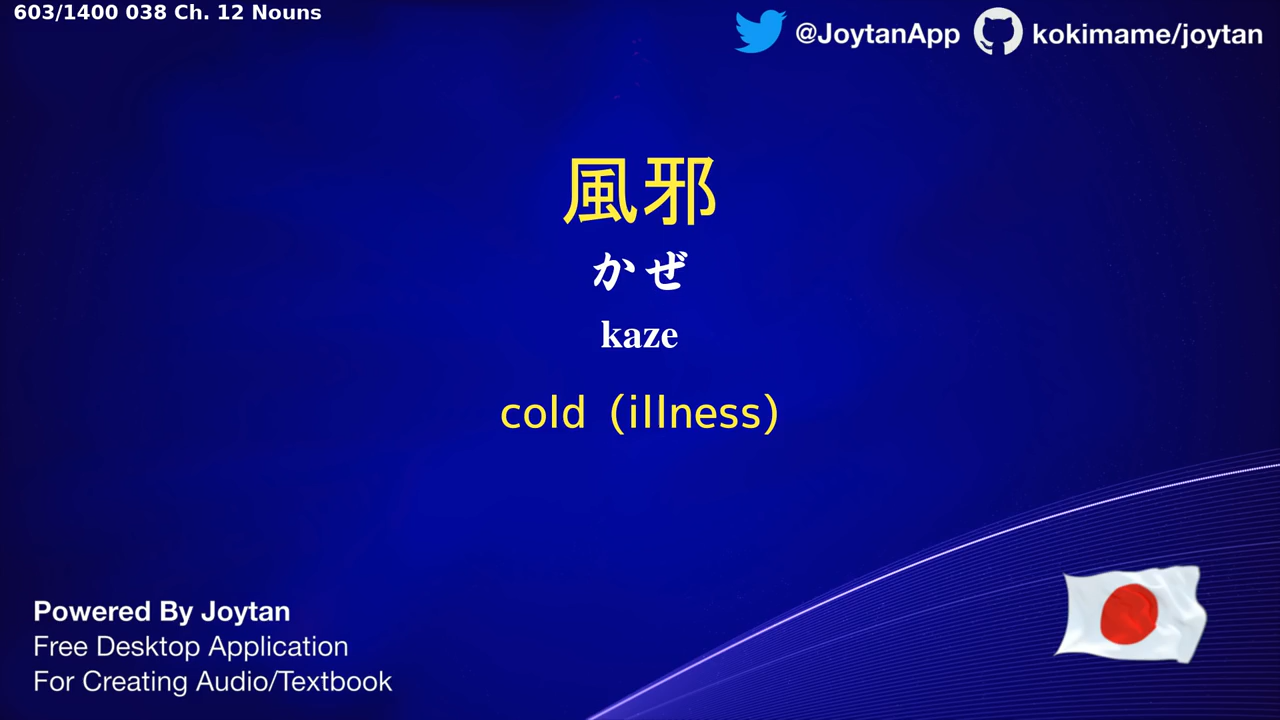 603/1400 038 Ch. 12 Nouns
@JoytanApp kokimame/joytan
風邪
かぜ
kaze
cold (illness)
Powered By Joytan
Free Desktop Application
For Creating Audio/Textbook